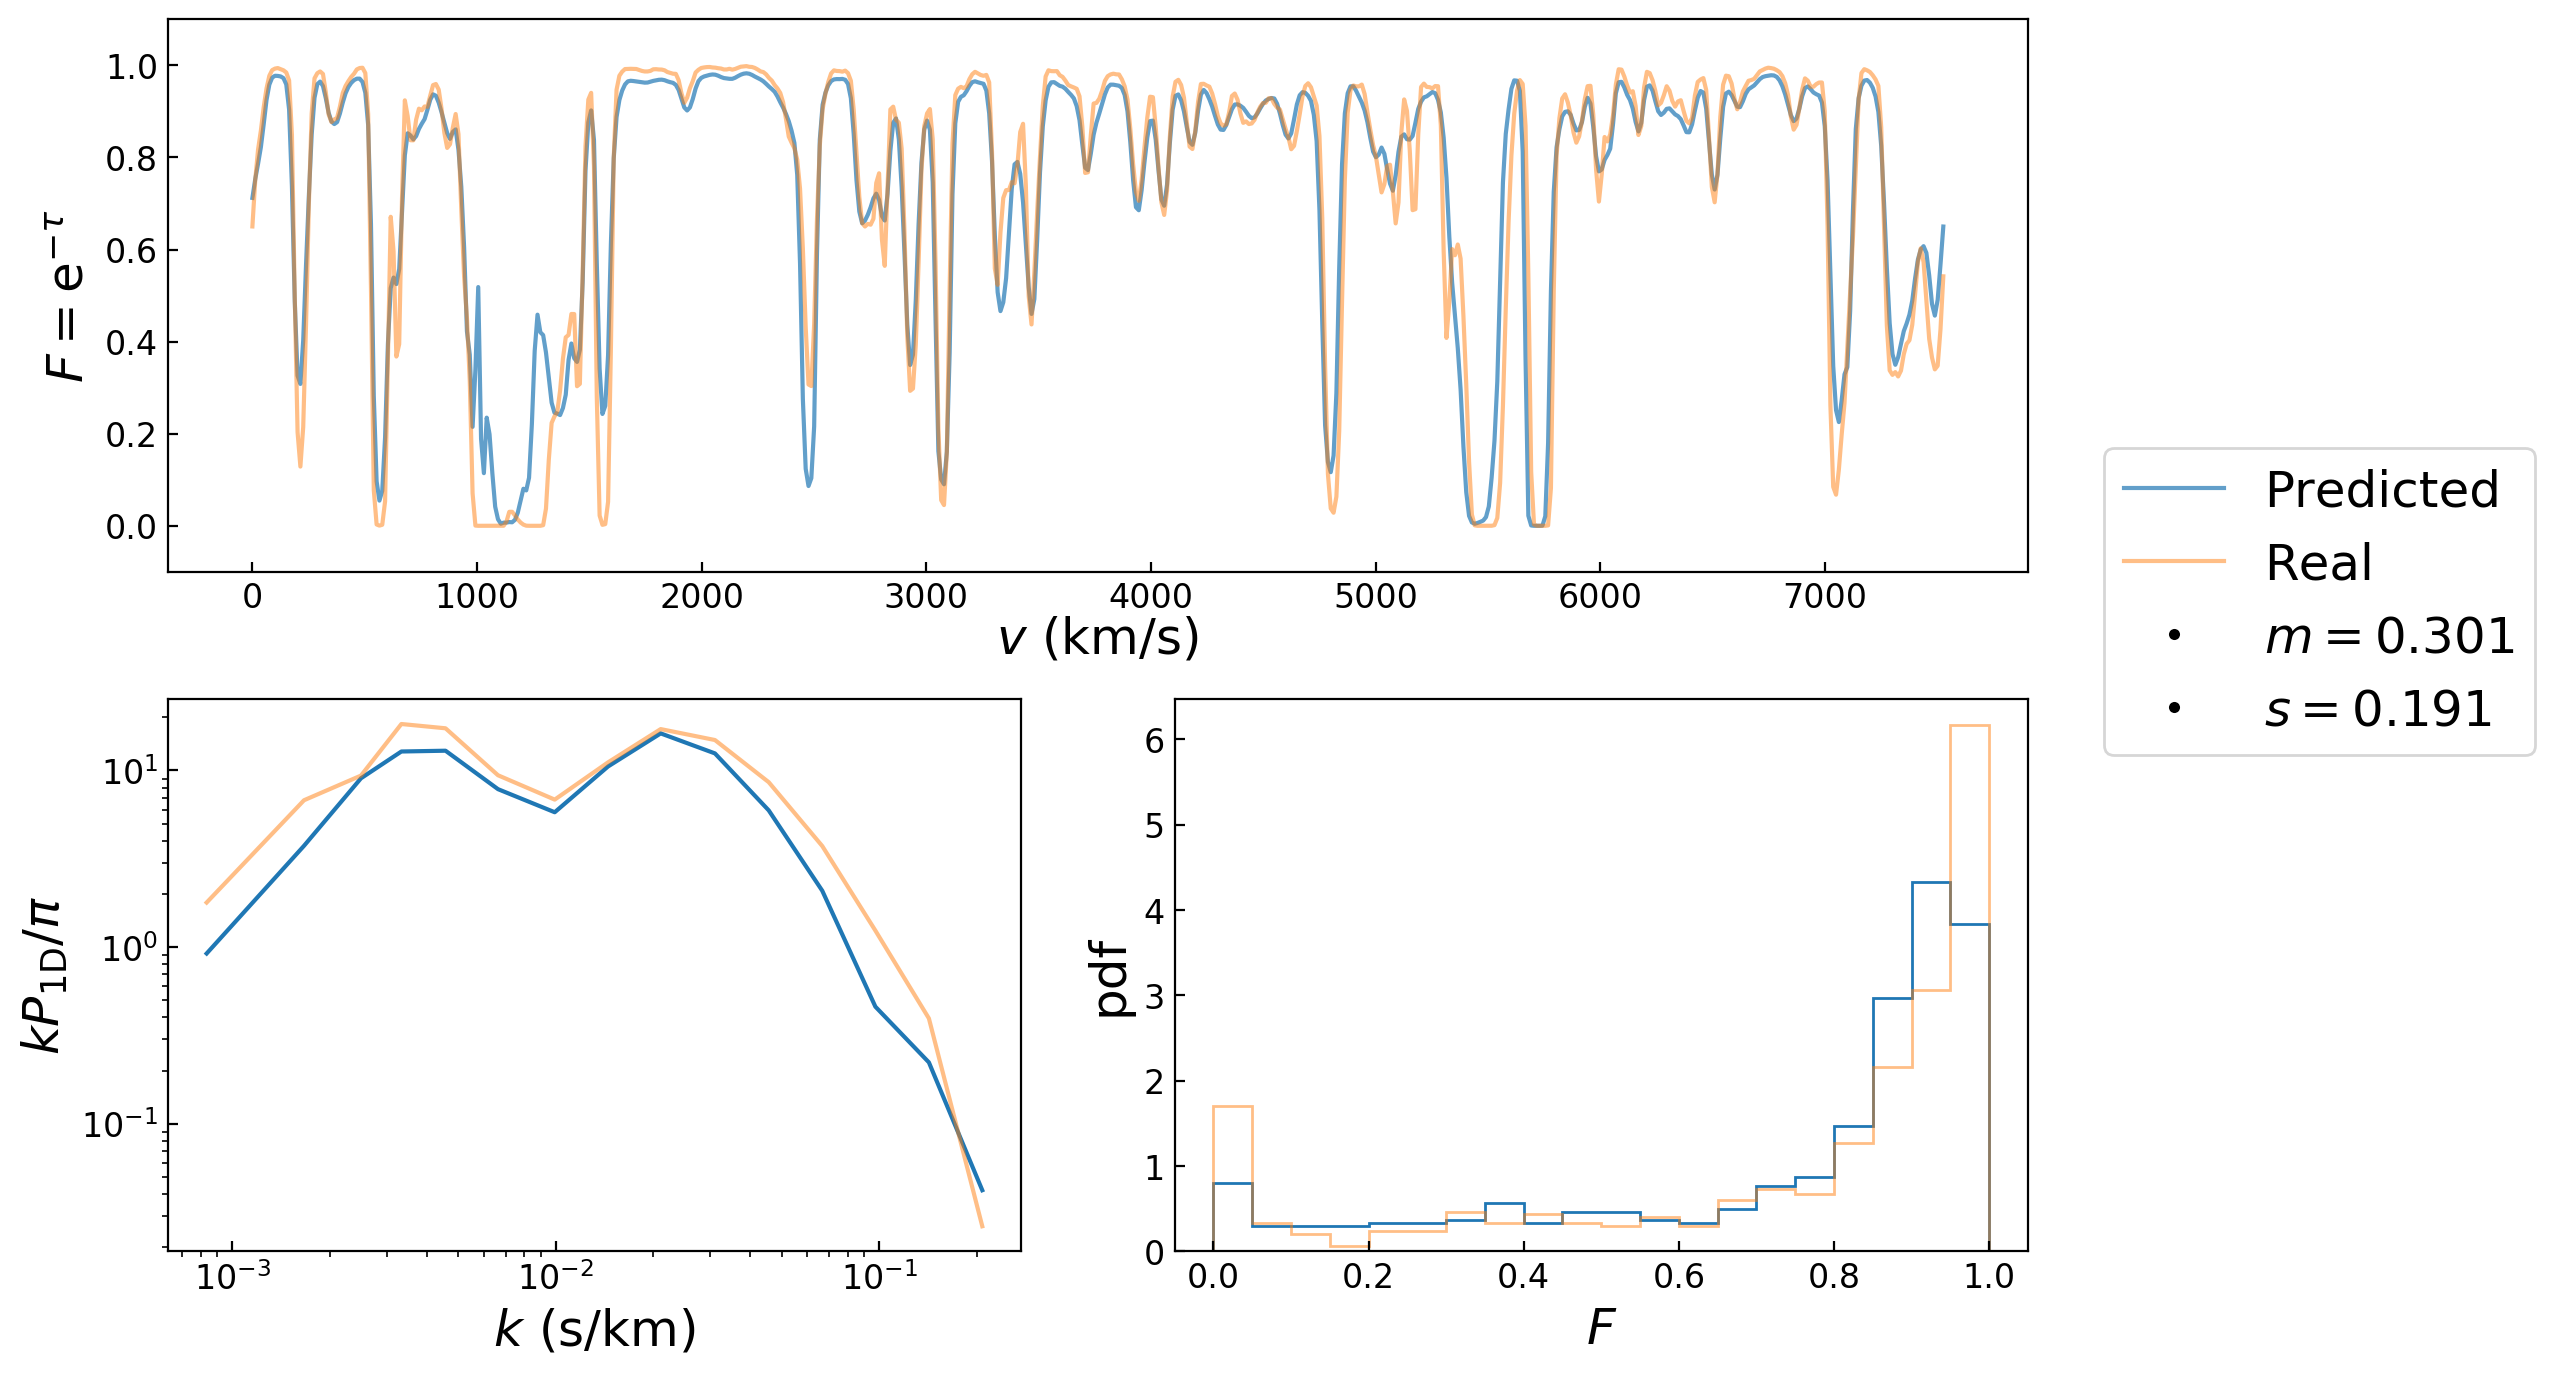 1.0
0.8
0.6
0.4
0.2
0.0
F = e^{−τ}
0 1000 2000 3000 4000 5000 6000 7000
v (km/s)
Predicted
Real
m = 0.301
s = 0.191
10^1
10^0
10^{−1}
kP_{1D}/π
10^{−3} 10^{−2} 10^{−1}
k (s/km)
6
5
4
3
2
1
0
pdf
0.0 0.2 0.4 0.6 0.8 1.0
F